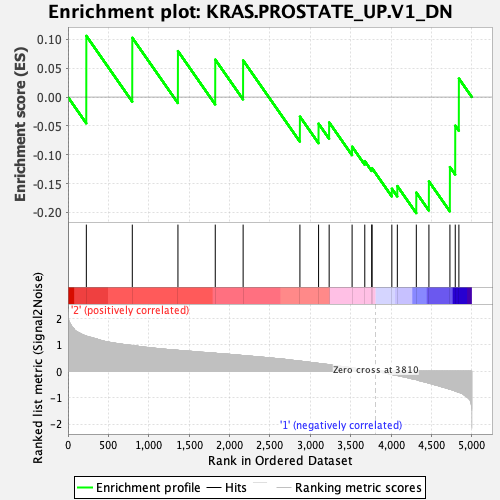 Enrichment plot: KRAS.PROSTATE_UP.V1_DN
Enrichment score (ES)
0.10
0.05
0.00
-0.05
-0.10
-0.15
-0.20
'2' (positively correlated)
Ranked list metric (Signal2Noise)
2
1
0
-1
-2
Zero cross at 3810
'1' (negatively correlated)
0 500 1,000 1,500 2,000 2,500 3,000 3,500 4,000 4,500 5,000
Rank in Ordered Dataset
Enrichment profile Hits Ranking metric scores